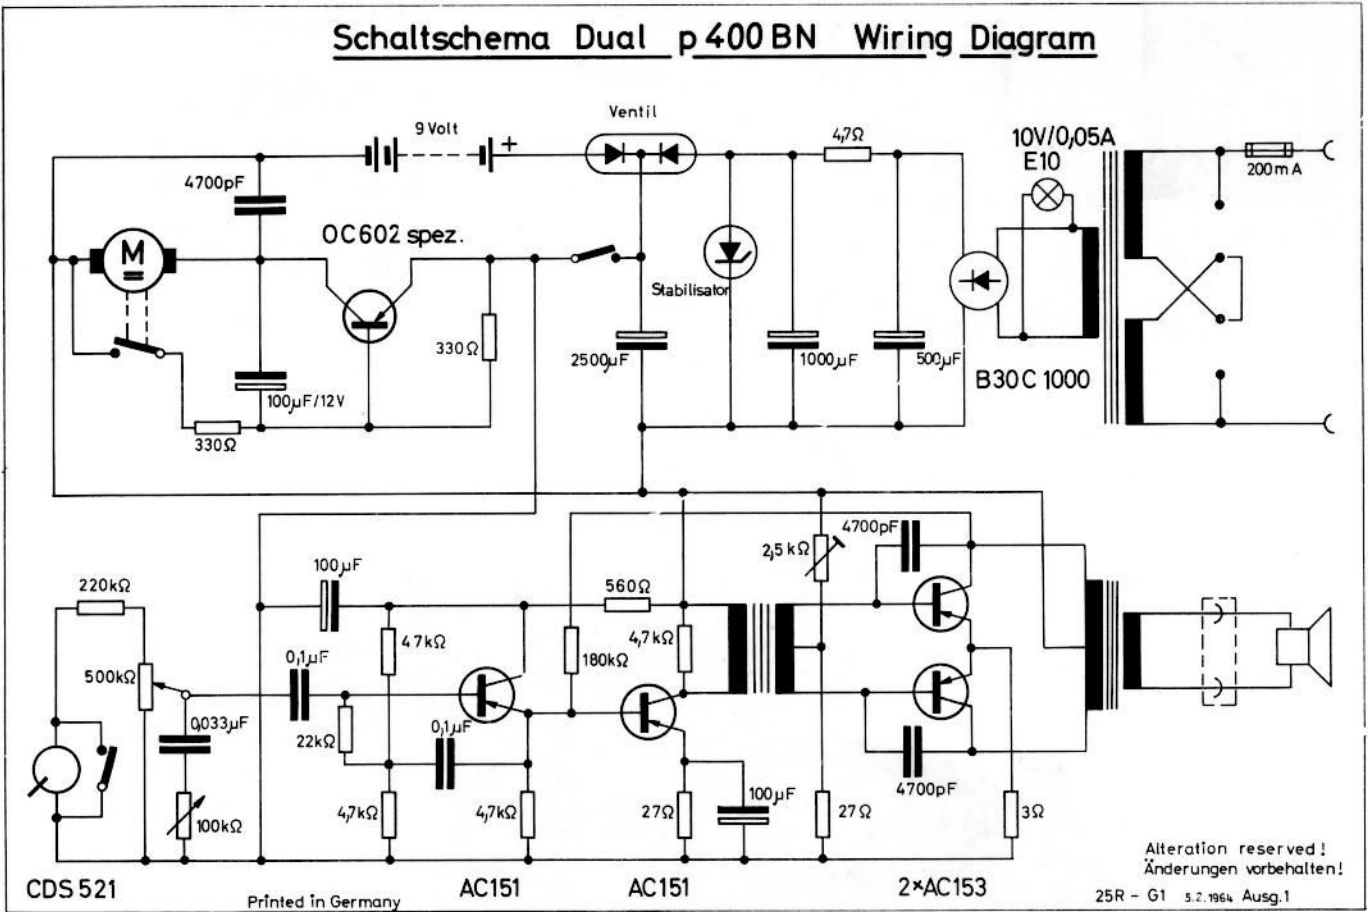 Schaltschema Dual p 400 BN Wiring Diagram
Ventil
9 Volt
+
4,7Ω
10V/0,05A
E10
200 mA
4700pF
M
OC602 spez.
Stabilisator
330Ω
2500µF
1000µF
500µF
B30C1000
100µF/12V
330Ω
4700pF
2,5kΩ
100µF
560Ω
220kΩ
47kΩ
4,7kΩ
0,1µF
180kΩ
500kΩ
0,033µF
22kΩ
0,1µF
4700pF
100µF
100kΩ
4,7kΩ
4,7kΩ
27Ω
27Ω
3Ω
Alteration reserved!
Änderungen vorbehalten!
CDS 521
AC151
AC151
2×AC153
25R - G1 5.2.1964 Ausg.1
Printed in Germany